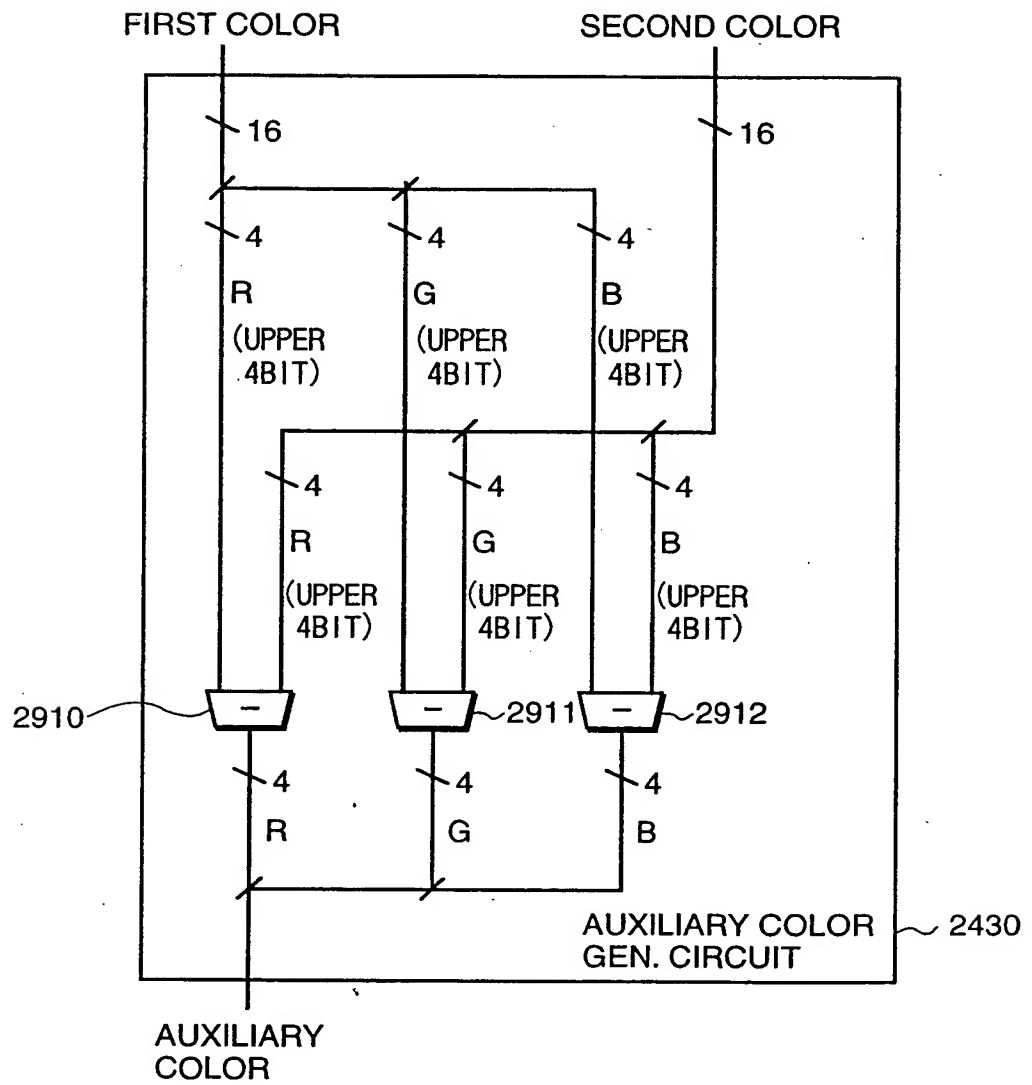 FIRST COLOR
SECOND COLOR
16
16
4
4
4
R
G
B
(UPPER
4BIT)
(UPPER
4BIT)
(UPPER
4BIT)
4
4
4
R
G
B
(UPPER
4BIT)
(UPPER
4BIT)
(UPPER
4BIT)
2910
−
−
2911
−
2912
4
4
4
R
G
B
AUXILIARY COLOR
GEN. CIRCUIT
2430
AUXILIARY
COLOR